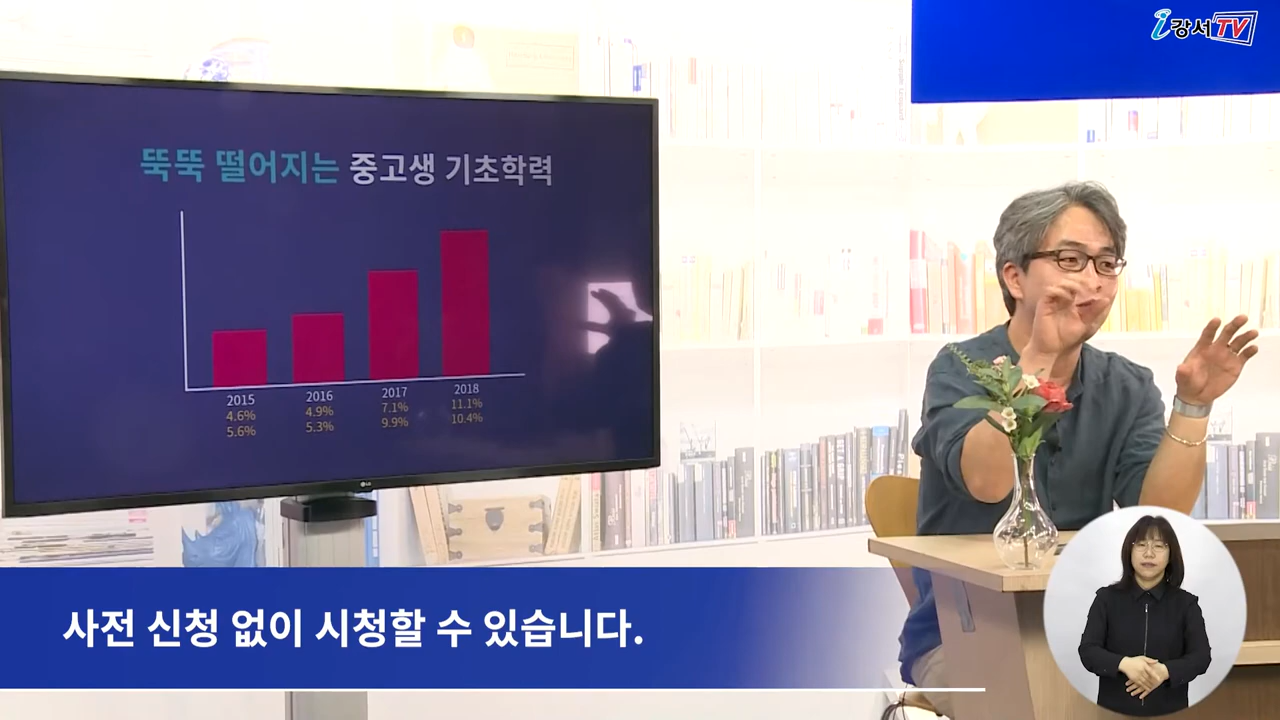 i강서TV
뚝뚝 떨어지는 중고생 기초학력
2015 2016 2017 2018
4.6% 4.9% 7.1% 11.1%
5.6% 5.3% 9.9% 10.4%
LG
사전 신청 없이 시청할 수 있습니다.